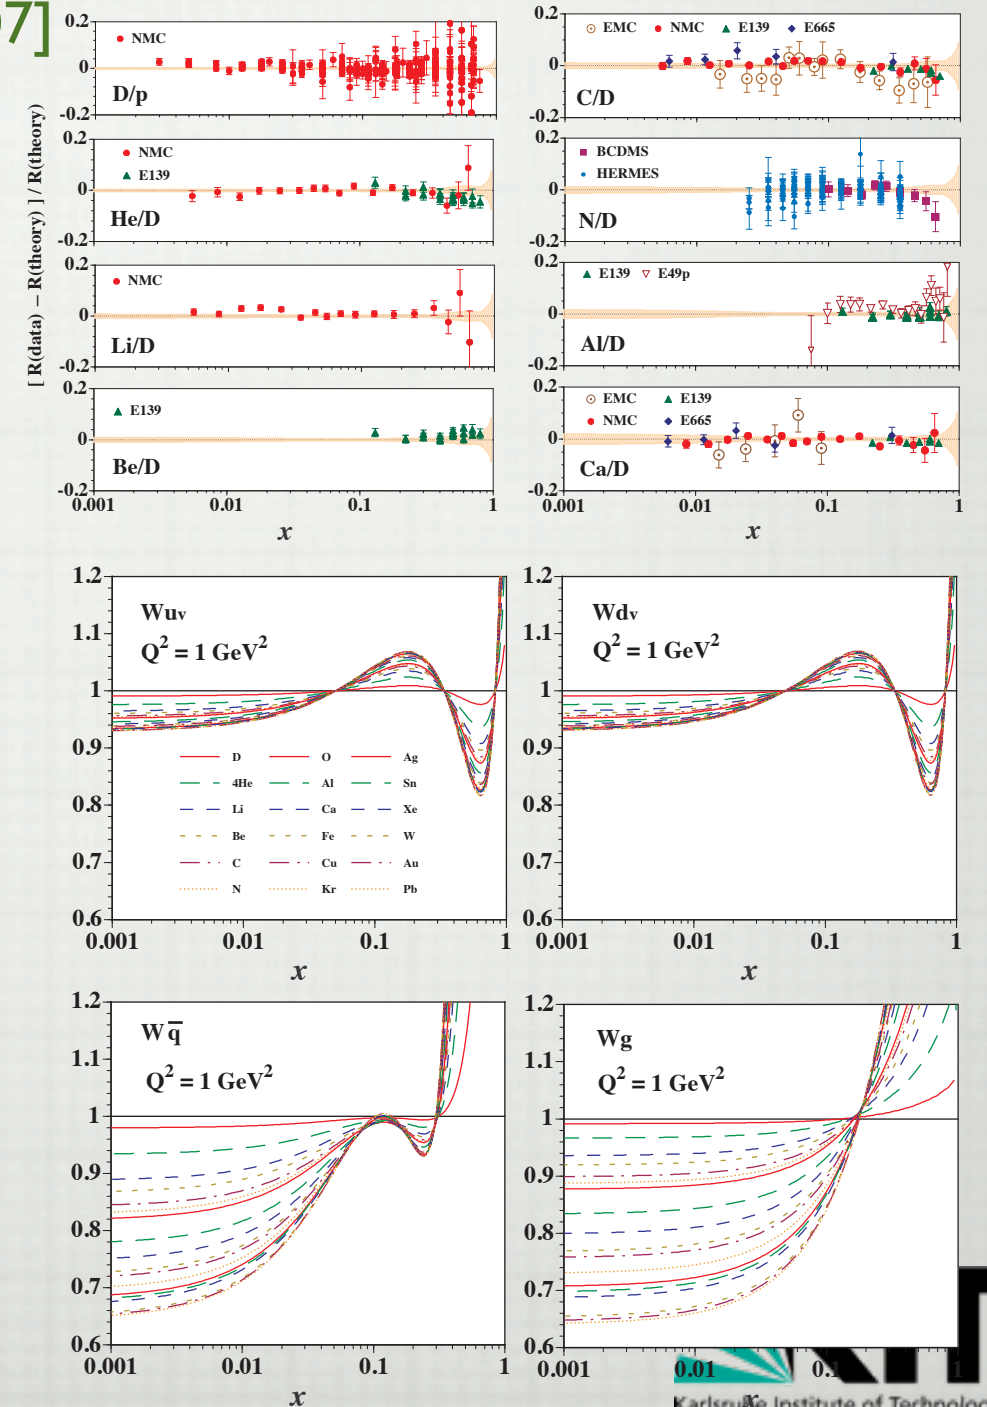 07]
[ R(data) − R(theory) ] / R(theory)
0.2
0
-0.2
NMC
D/p
0.2
0
-0.2
NMC
E139
He/D
0.2
0
-0.2
NMC
Li/D
0.2
0
-0.2
E139
Be/D
0.001 0.01 0.1 1
x
0.2
0
-0.2
EMC NMC E139 E665
C/D
0.2
0
-0.2
BCDMS
HERMES
N/D
0.2
0
-0.2
E139 E49p
Al/D
0.2
0
-0.2
EMC E139
NMC E665
Ca/D
0.001 0.01 0.1 1
x
1.2
1.1
1
0.9
0.8
0.7
0.6
Wuv
Q² = 1 GeV²
D O Ag
4He Al Sn
Li Ca Xe
Be Fe W
C Cu Au
N Kr Pb
0.001 0.01 0.1 1
x
1.2
1.1
1
0.9
0.8
0.7
0.6
Wdv
Q² = 1 GeV²
0.001 0.01 0.1 1
x
1.2
1.1
1
0.9
0.8
0.7
0.6
Wq̅
Q² = 1 GeV²
0.001 0.01 0.1 1
x
1.2
1.1
1
0.9
0.8
0.7
0.6
Wg
Q² = 1 GeV²
0.001 0.01 0.1 1
x
Karlsruhe Institute of Technolog